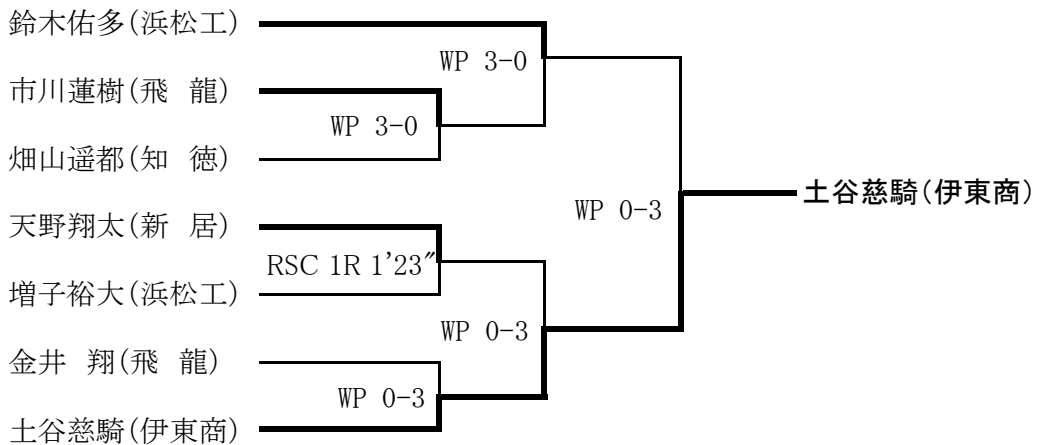 鈴木佑多(浜松工)
WP 3-0
市川蓮樹(飛　龍)
WP 3-0
畑山遥都(知　徳)
土谷慈騎(伊東商)
WP 0-3
天野翔太(新　居)
RSC 1R 1’23″
増子裕大(浜松工)
WP 0-3
金井　翔(飛　龍)
WP 0-3
土谷慈騎(伊東商)